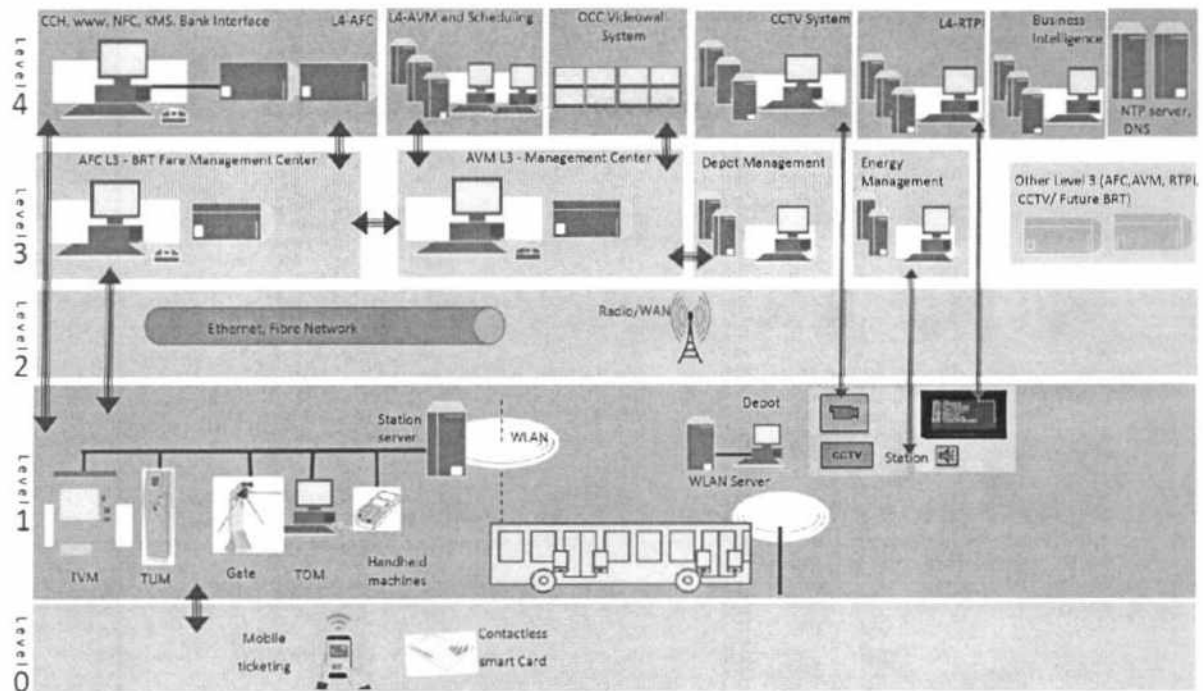 Level 4
CCH, www, NFC, KMS, Bank Interface
L4-AFC
L4-AVM and Scheduling
OCC Videowall
System
CCTV System
L4-RTPI
Business
Intelligence
NTP server,
DNS
Level 3
AFC L3 - BRT Fare Management Center
AVM L3 - Management Center
Depot Management
Energy
Management
Other Level 3 (AFC,AVM, RTPI,
CCTV/ Future BRT)
Level 2
Ethernet, Fibre Network
Radio/WAN
Level 1
Station
server
WLAN
Depot
WLAN Server
CCTV
Station
TVM
TUM
Gate
TOM
Handheld
machines
Level 0
Mobile
ticketing
Contactless
smart Card